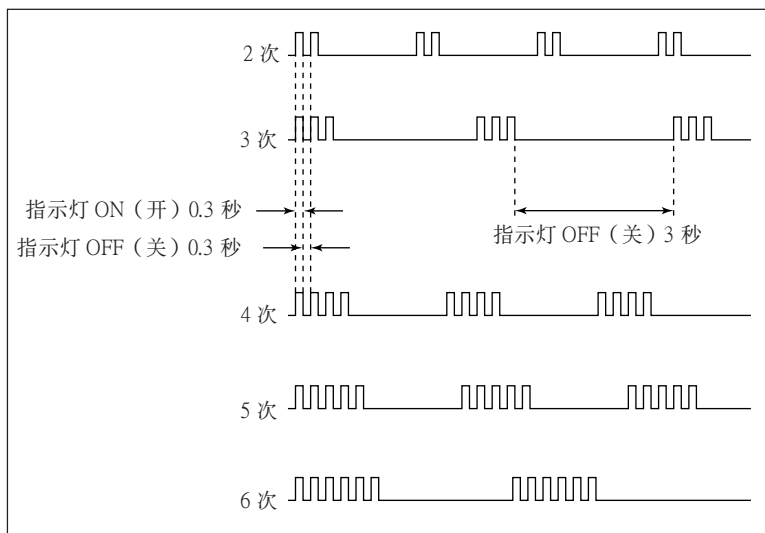 2 次
3 次
指示灯 ON（开）0.3 秒
指示灯 OFF（关）0.3 秒
指示灯 OFF（关）3 秒
4 次
5 次
6 次